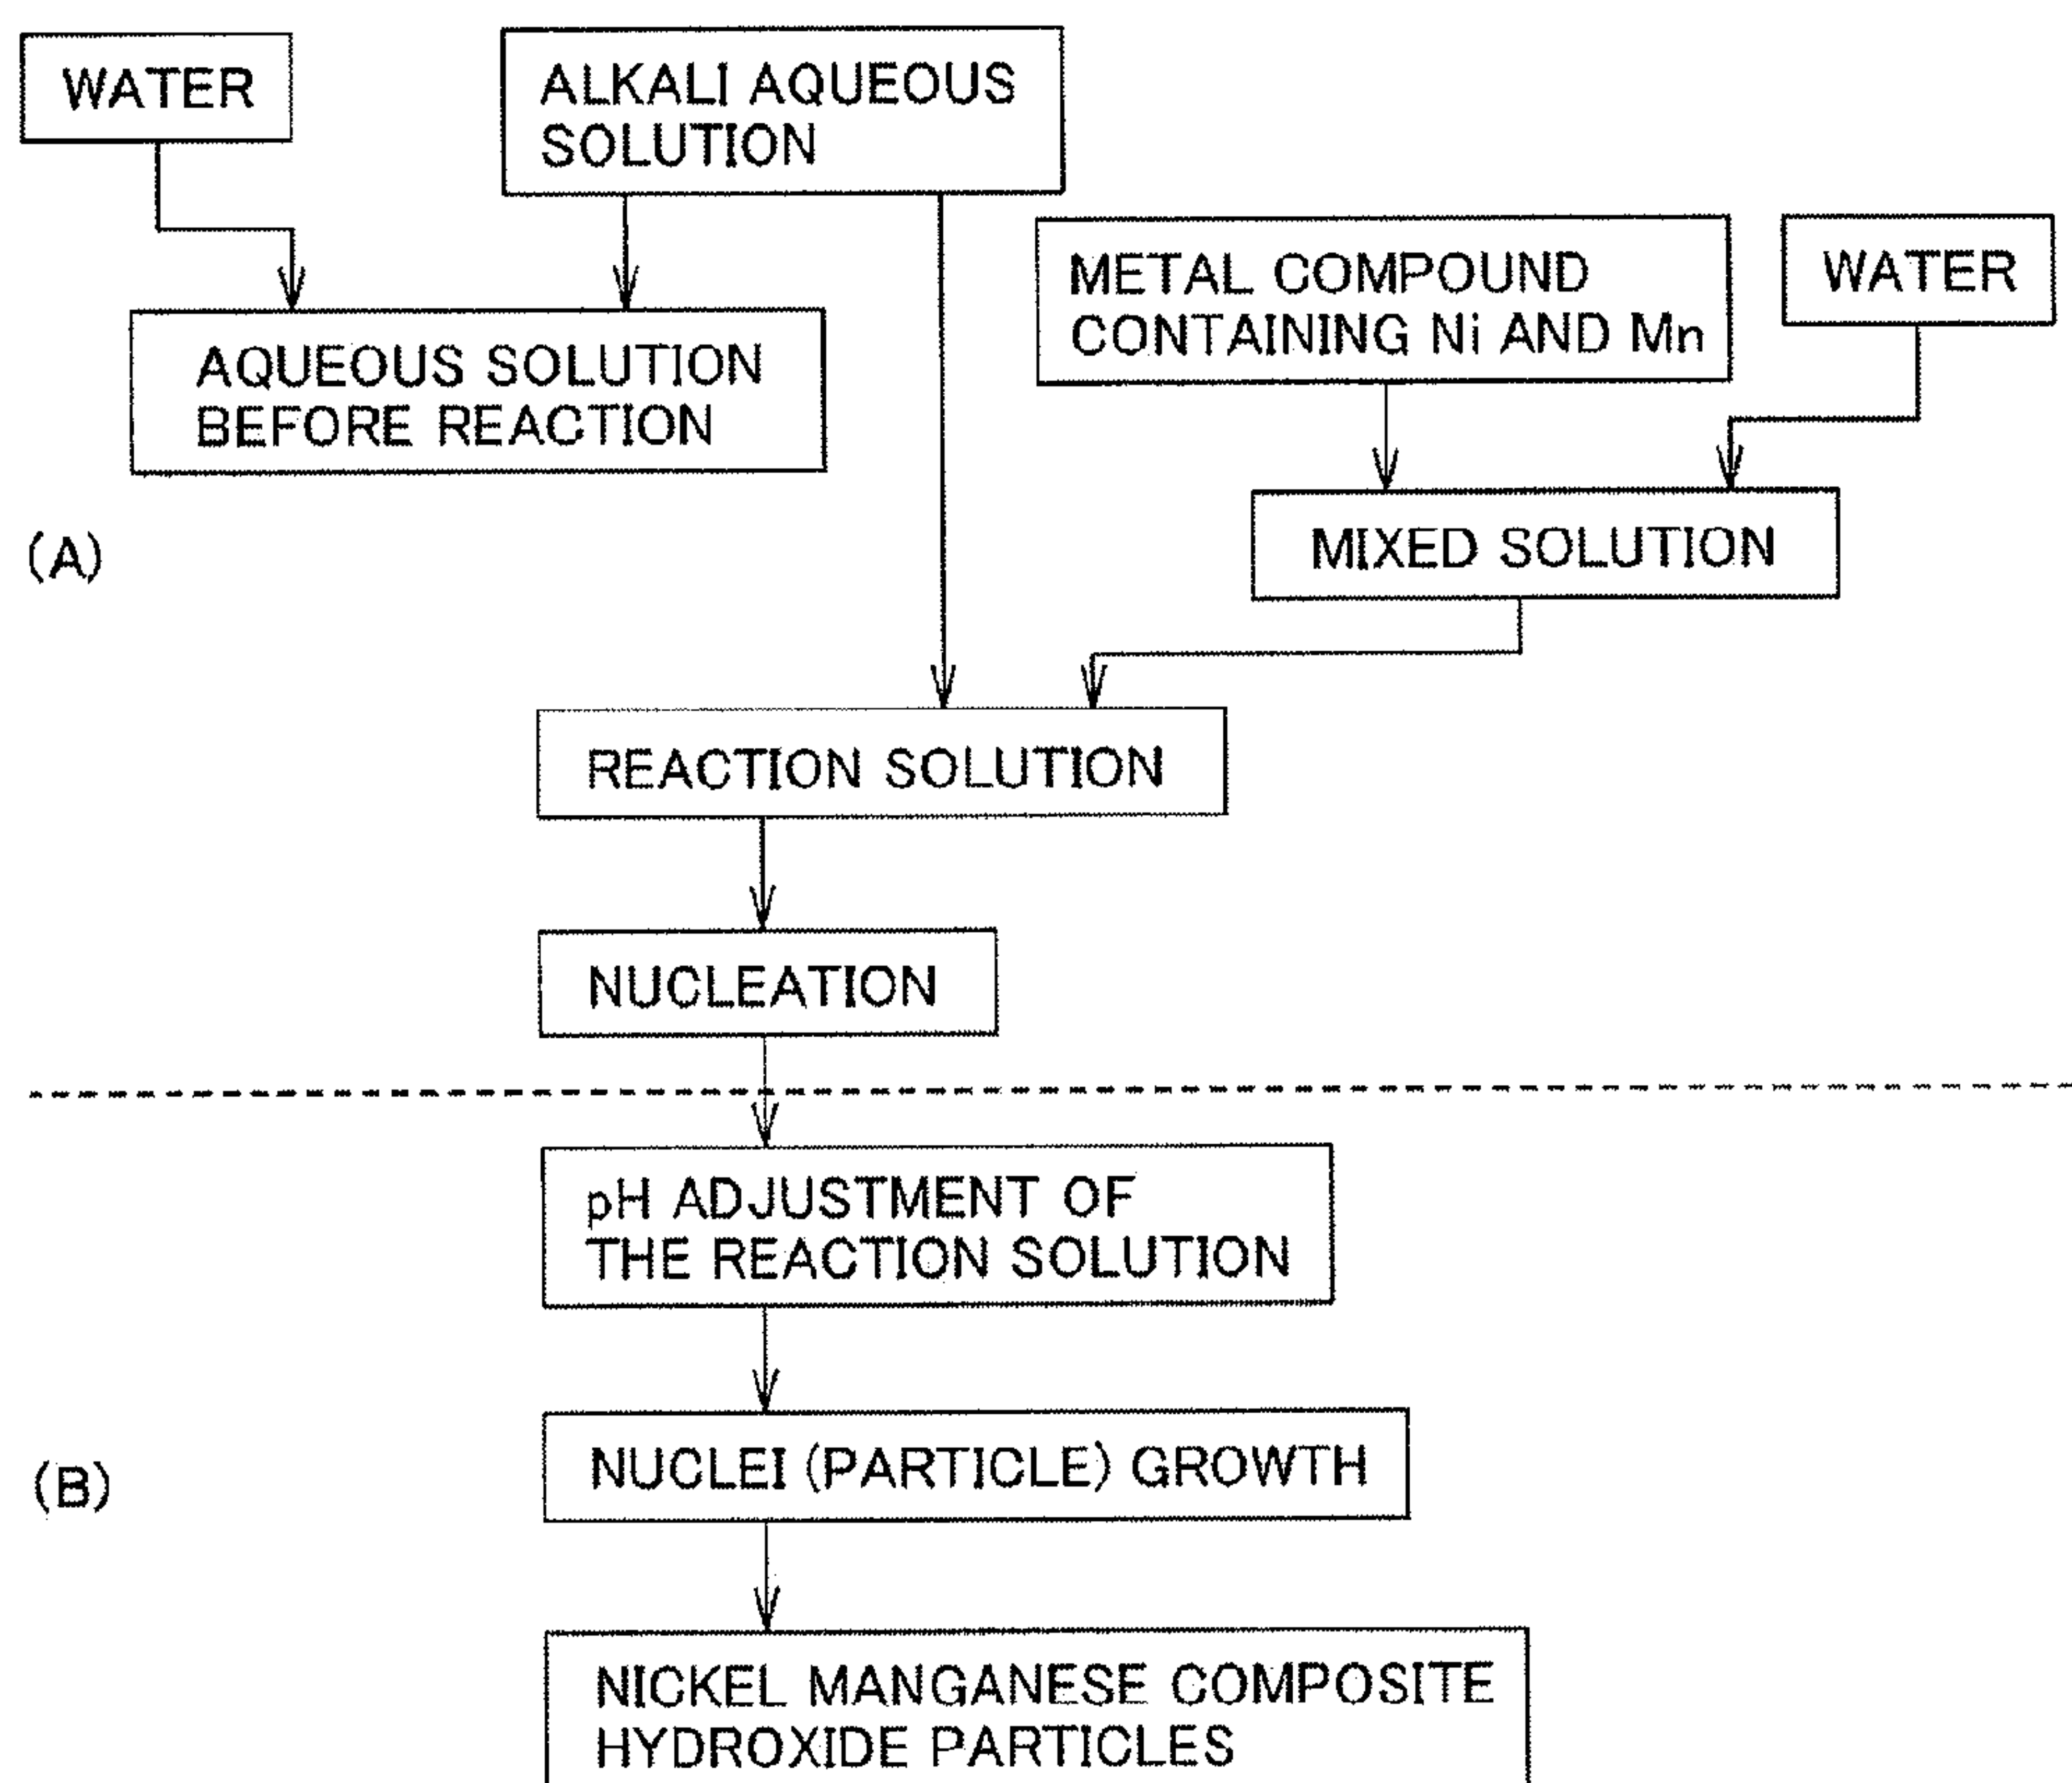 WATER
ALKALI AQUEOUS
SOLUTION
METAL COMPOUND
CONTAINING Ni AND Mn
WATER
AQUEOUS SOLUTION
BEFORE REACTION
MIXED SOLUTION
(A)
REACTION SOLUTION
NUCLEATION
pH ADJUSTMENT OF
THE REACTION SOLUTION
NUCLEI (PARTICLE) GROWTH
(B)
NICKEL MANGANESE COMPOSITE
HYDROXIDE PARTICLES